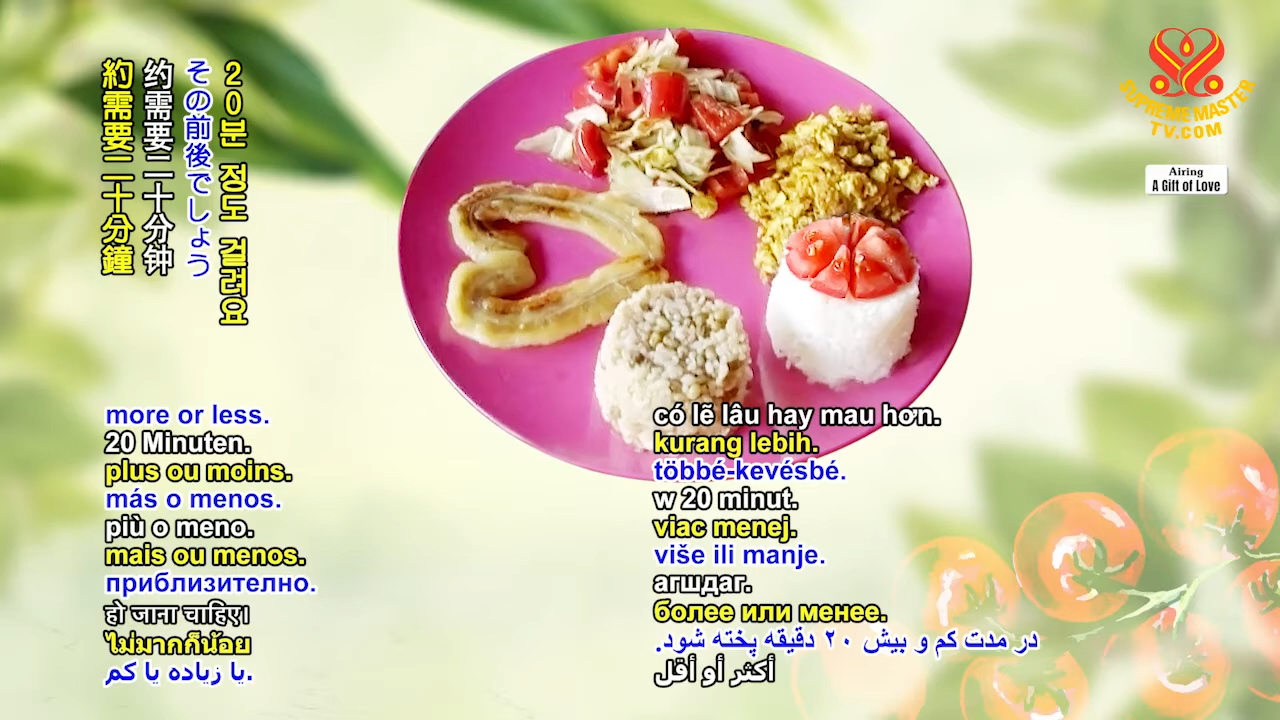 20분 정도 걸려요
その前後でしょう
约需要二十分钟
約需要二十分鐘
SUPREME MASTER
TV.COM
Airing
A Gift of Love
more or less.
20 Minuten.
plus ou moins.
más o menos.
più o meno.
mais ou menos.
приблизително.
हो जाना चाहिए।
ไม่มากก็น้อย
یا زیاده یا کم.
có lẽ lâu hay mau hơn.
kurang lebih.
többé-kevésbé.
w 20 minut.
viac menej.
više ili manje.
агшдаг.
более или менее.
در مدت کم و بیش ۲۰ دقیقه پخته شود.
أكثر أو أقل